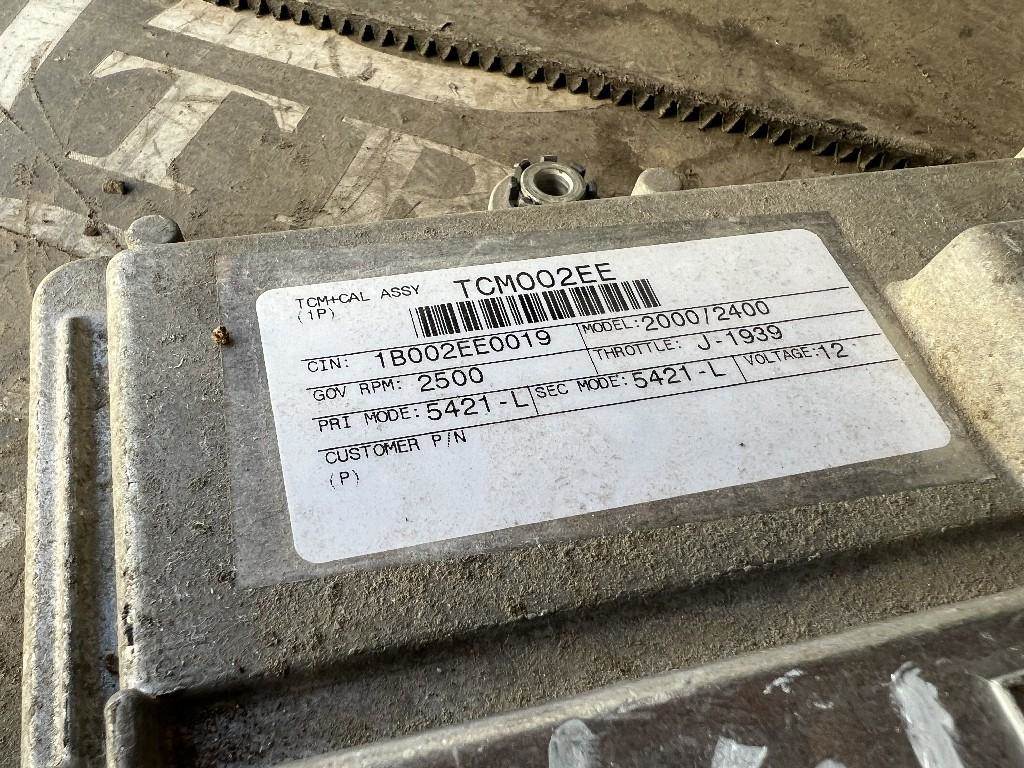 TCM+CAL ASSY TCM002EE
(1P)
CIN: 1B002EE0019 MODEL: 2000/2400
GOV RPM: 2500 THROTTLE: J-1939
PRI MODE: 5421-L SEC MODE: 5421-L VOLTAGE: 12
CUSTOMER P/N
(P)